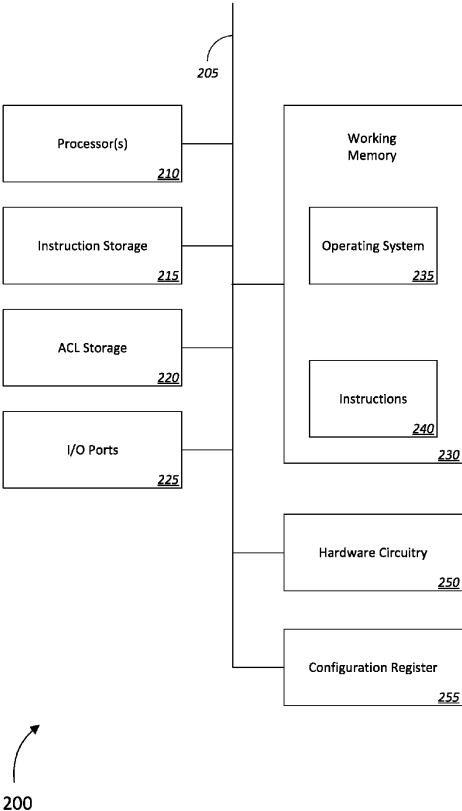 205
Processor(s)
210
Instruction Storage
215
ACL Storage
220
I/O Ports
225
Working
Memory
Operating System
235
Instructions
240
230
Hardware Circuitry
250
Configuration Register
255
200